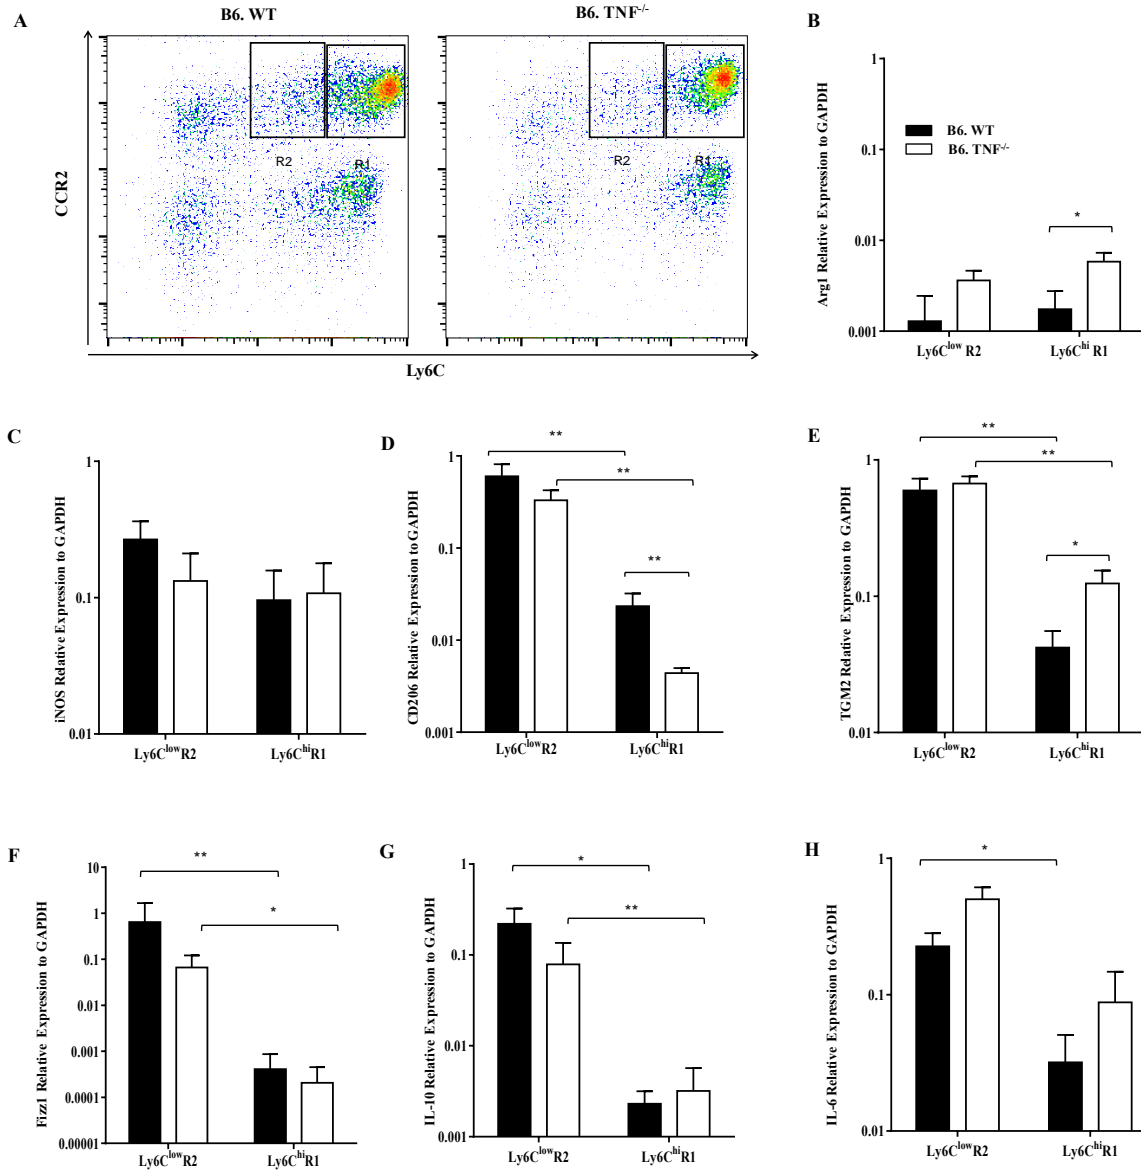 A
B6. WT
B6. TNF-/-
CCR2
R2
R1
R2
R1
Ly6C
B
Arg1 Relative Expression to GAPDH
1
0.1
0.01
0.001
B6. WT
B6. TNF-/-
*
Ly6Clow R2
Ly6Chi R1
C
iNOS Relative Expression to GAPDH
1
0.1
0.01
Ly6ClowR2
Ly6ChiR1
D
CD206 Relative Expression to GAPDH
1
0.1
0.01
0.001
**
**
**
Ly6ClowR2
Ly6ChiR1
E
TGM2 Relative Expression to GAPDH
1
0.1
0.01
**
**
*
Ly6ClowR2
Ly6ChiR1
F
Fizz1 Relative Expression to GAPDH
10
1
0.1
0.01
0.001
0.0001
0.00001
**
*
Ly6ClowR2
Ly6ChiR1
G
IL-10 Relative Expression to GAPDH
1
0.1
0.01
0.001
*
**
Ly6ClowR2
Ly6ChiR1
H
IL-6 Relative Expression to GAPDH
1
0.1
0.01
*
Ly6ClowR2
Ly6ChiR1